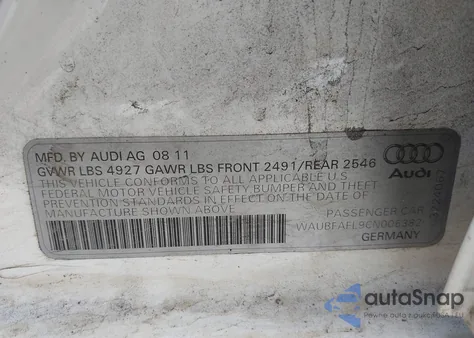 MFD. BY AUDI AG 08 11
GVWR LBS 4927 GAWR LBS FRONT 2491/REAR 2546
THIS VEHICLE CONFORMS TO ALL APPLICABLE U.S
FEDERAL MOTOR VEHICLE SAFETY BUMPER AND THEFT
PREVENTION STANDARDS IN EFFECT ON THE DATE OF
MANUFACTURE SHOWN ABOVE.
Audi
PASSENGER CAR
GERMANY
autoSnap